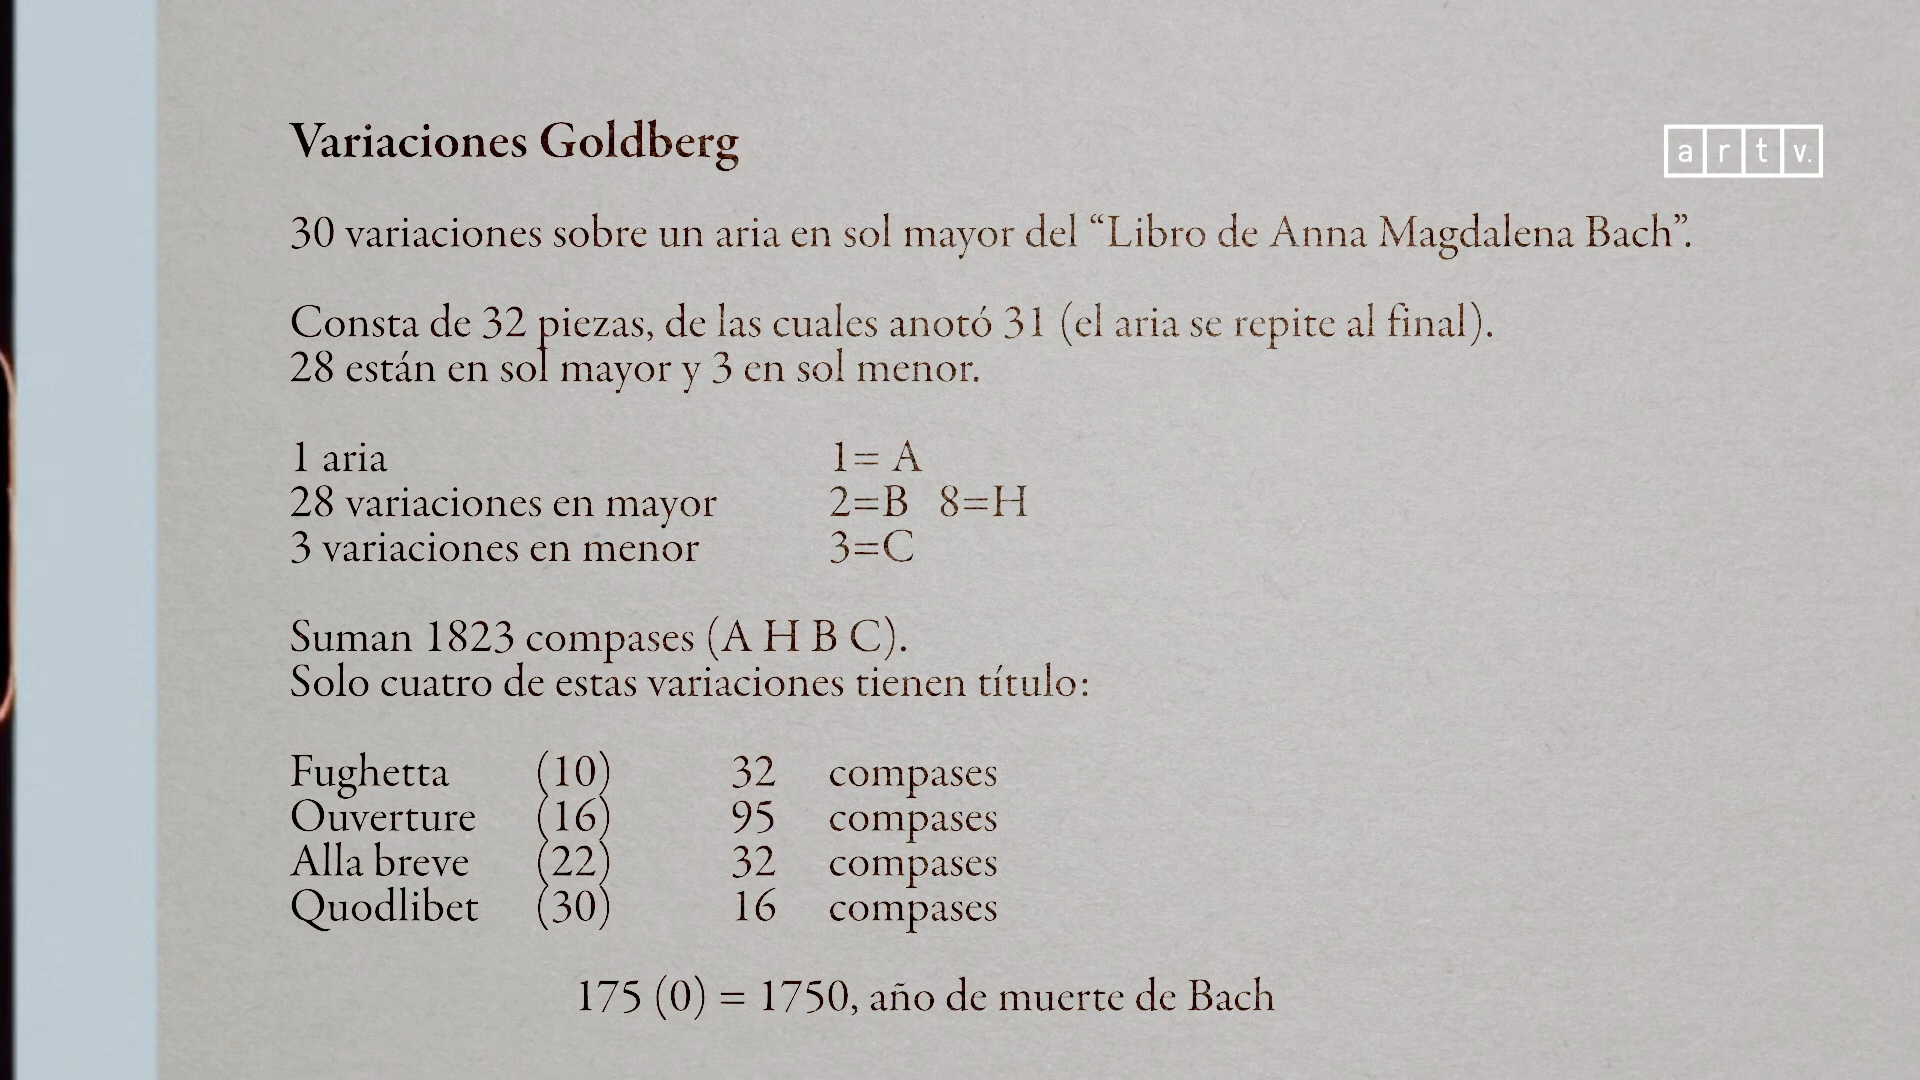 Variaciones Goldberg
a r t v.
30 variaciones sobre un aria en sol mayor del “Libro de Anna Magdalena Bach”.
Consta de 32 piezas, de las cuales anotó 31 (el aria se repite al final).
28 están en sol mayor y 3 en sol menor.
1 aria 1= A
28 variaciones en mayor 2=B 8=H
3 variaciones en menor 3=C
Suman 1823 compases (A H B C).
Solo cuatro de estas variaciones tienen título:
Fughetta (10) 32 compases
Ouverture (16) 95 compases
Alla breve (22) 32 compases
Quodlibet (30) 16 compases
175 (0) = 1750, año de muerte de Bach